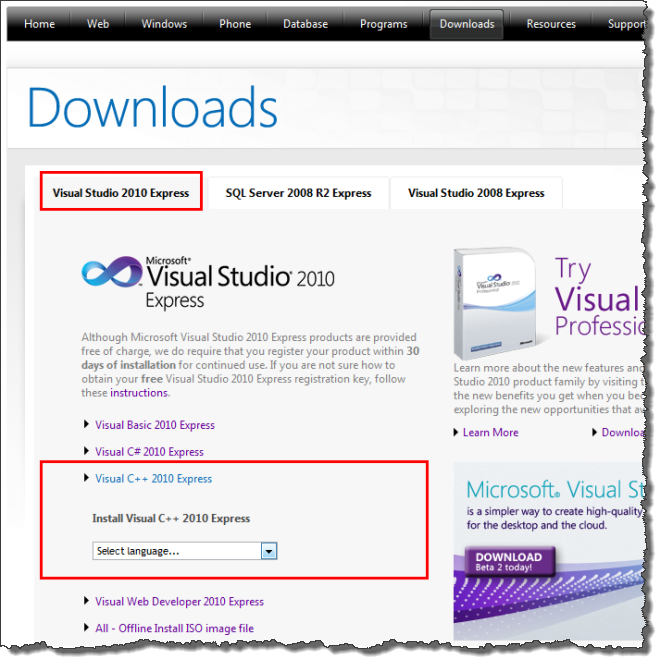 Home Web Windows Phone Database Programs Downloads Resources Suppor
Downloads
Visual Studio 2010 Express SQL Server 2008 R2 Express Visual Studio 2008 Express
Microsoft®
Visual Studio® 2010
Express
Although Microsoft Visual Studio 2010 Express products are provided
free of charge, we do require that you register your product within 30
days of installation for continued use. If you are not sure how to
obtain your free Visual Studio 2010 Express registration key, follow
these instructions.
Visual Basic 2010 Express
Visual C# 2010 Express
Visual C++ 2010 Express
Install Visual C++ 2010 Express
Select language...
Visual Web Developer 2010 Express
All - Offline Install ISO image file
Visual Studio 2010
Professional
Try
Visual
Professio
Learn more about the new features and
Studio 2010 product family by visiting t
the new benefits you get when you be
exploring the new opportunities that aw
Learn More Downloa
Microsoft® Visual St
is a simpler way to create high-quality
for the desktop and the cloud.
DOWNLOAD
Beta 2 today!